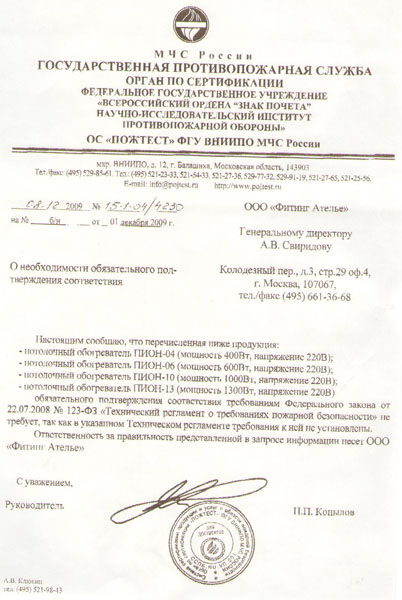 МЧС России
ГОСУДАРСТВЕННАЯ ПРОТИВОПОЖАРНАЯ СЛУЖБА
ОРГАН ПО СЕРТИФИКАЦИИ
ФЕДЕРАЛЬНОЕ ГОСУДАРСТВЕННОЕ УЧРЕЖДЕНИЕ
«ВСЕРОССИЙСКИЙ ОРДЕНА "ЗНАК ПОЧЕТА"
НАУЧНО-ИССЛЕДОВАТЕЛЬСКИЙ ИНСТИТУТ
ПРОТИВОПОЖАРНОЙ ОБОРОНЫ»
ОС «ПОЖТЕСТ» ФГУ ВНИИПО МЧС России
мкр. ВНИИПО, д. 12, г. Балашиха, Московская область, 143903
Тел./факс (495) 529-85-61. Тел.: 521-23-33, 521-54-33, 521-27-36, 529-77-32, 529-91-19, 521-27-65, 521-25-56.
E-mail: info@pojtest.ru http://www.pojtest.ru
08.12 2009 № 15-1-04/4230
на № б/н от 01 декабря 2009 г.
ООО «Фитинг Ателье»
Генеральному директору
А.В. Свиридову
О необходимости обязательного под-
тверждения соответствия
Колодезный пер., д.3, стр.29 оф.4,
г. Москва, 107067,
тел./факс (495) 661-36-68
Настоящим сообщаю, что перечисленная ниже продукция:
- потолочный обогреватель ПИОН-04 (мощность 400Вт, напряжение 220В);
- потолочный обогреватель ПИОН-06 (мощность 600Вт, напряжение 220В);
- потолочный обогреватель ПИОН-10 (мощность 1000Вт, напряжение 220В);
- потолочный обогреватель ПИОН-13 (мощность 1300Вт, напряжение 220В)
обязательного подтверждения соответствия требованиям Федерального закона от
22.07.2008 № 123-ФЗ «Технический регламент о требованиях пожарной безопасности» не
требует, так как в указанном Техническом регламенте требования к ней не установлены.
Ответственность за правильность представленной в запросе информации несет ООО
«Фитинг Ателье».
С уважением,
Руководитель
Н.П. Копылов
для
документов
А.В. Клюкин
тел. (495) 521-98-43